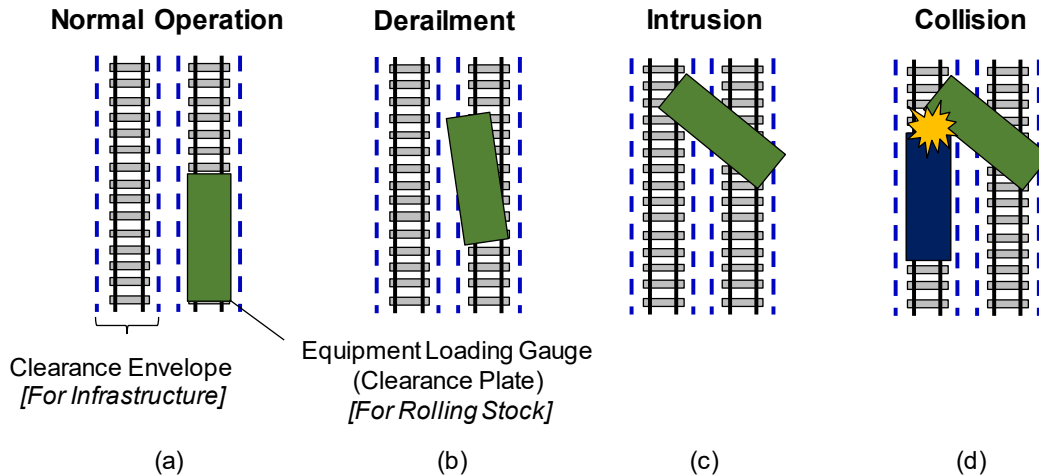 Normal Operation
Derailment
Intrusion
Collision
Clearance Envelope
[For Infrastructure]
Equipment Loading Gauge
(Clearance Plate)
[For Rolling Stock]
(a)
(b)
(c)
(d)